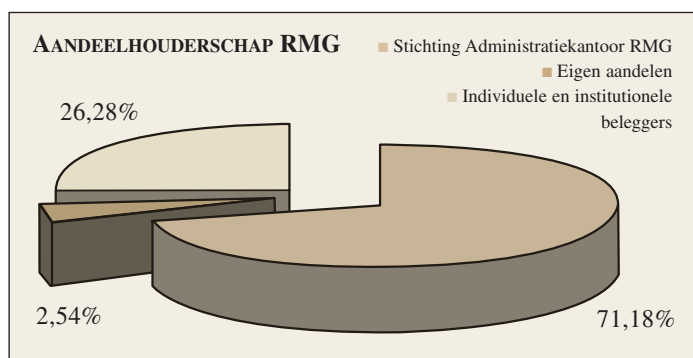 AANDEELHOUDERSCHAP RMG
Stichting Administratiekantoor RMG
Eigen aandelen
Individuele en institutionele
beleggers
26,28%
2,54%
71,18%